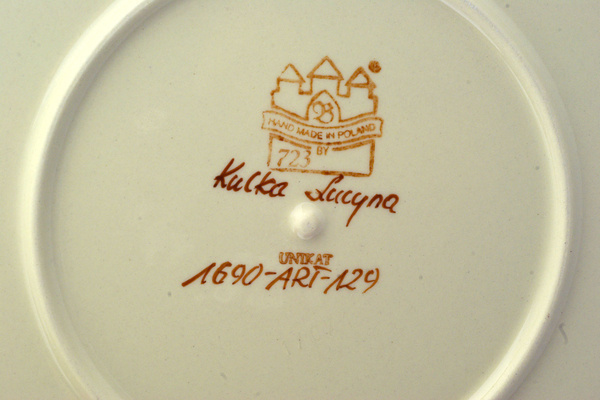 ®
98
HAND MADE IN POLAND
BY
723
Kulka Lucyna
UNIKAT
1690-ART-129